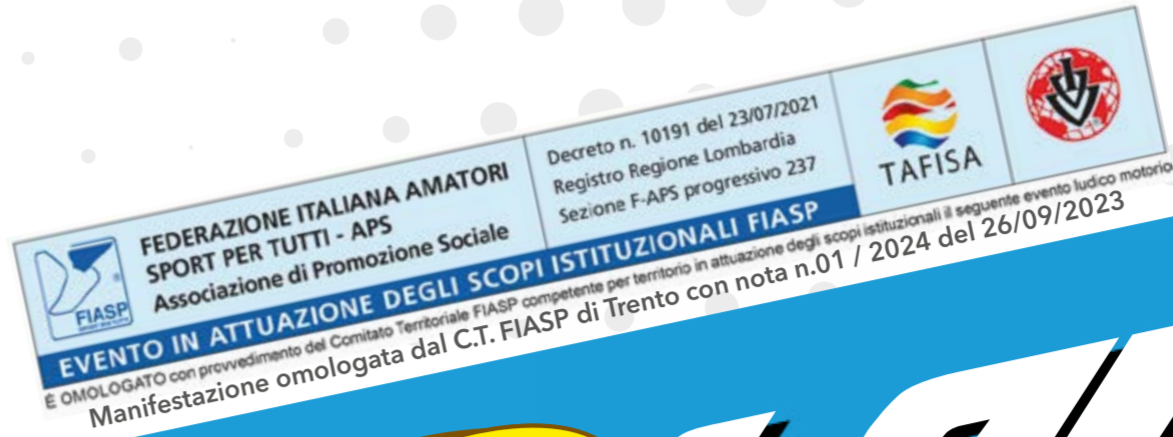 FIASP
FEDERAZIONE ITALIANA AMATORI
SPORT PER TUTTI - APS
Associazione di Promozione Sociale
Decreto n. 10191 del 23/07/2021
Registro Regione Lombardia
Sezione F-APS progressivo 237
TAFISA
EVENTO IN ATTUAZIONE DEGLI SCOPI ISTITUZIONALI FIASP
É OMOLOGATO con provvedimento del Comitato Territoriale FIASP competente per territorio in attuazione degli scopi istituzionali il seguente evento ludico motorio
Manifestazione omologata dal C.T. FIASP di Trento con nota n.01 / 2024 del 26/09/2023